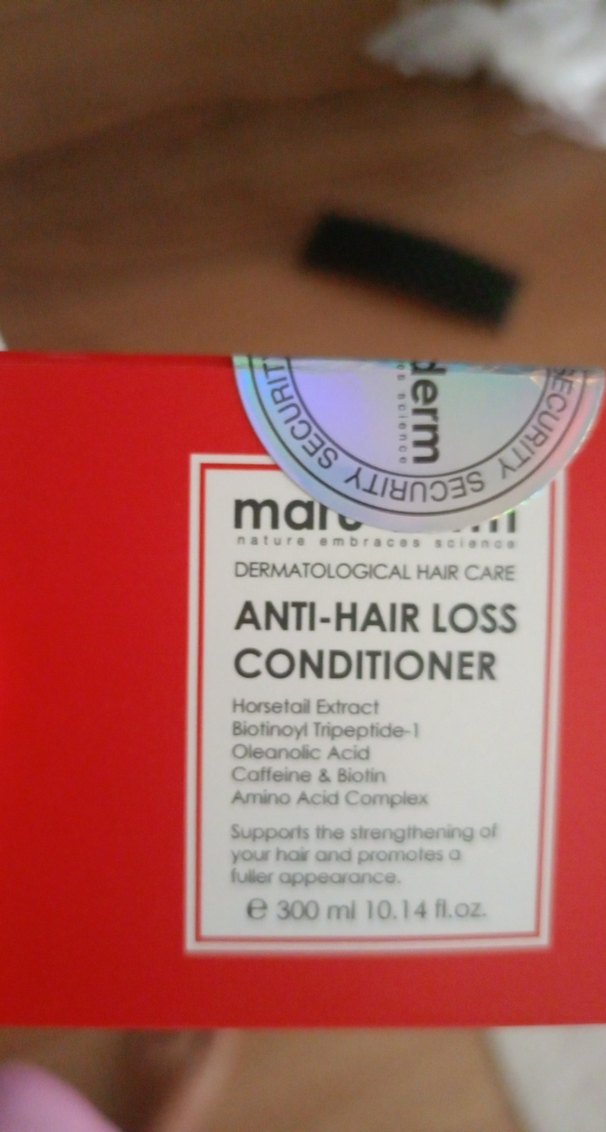 derm
science
SECURITY SECURITY SECURITY
nature embraces science
DERMATOLOGICAL HAIR CARE
ANTI-HAIR LOSS
CONDITIONER
Horsetail Extract
Biotinoyl Tripeptide-1
Oleanolic Acid
Caffeine & Biotin
Amino Acid Complex
Supports the strengthening of
your hair and promotes a
fuller appearance.
℮ 300 ml 10.14 fl.oz.